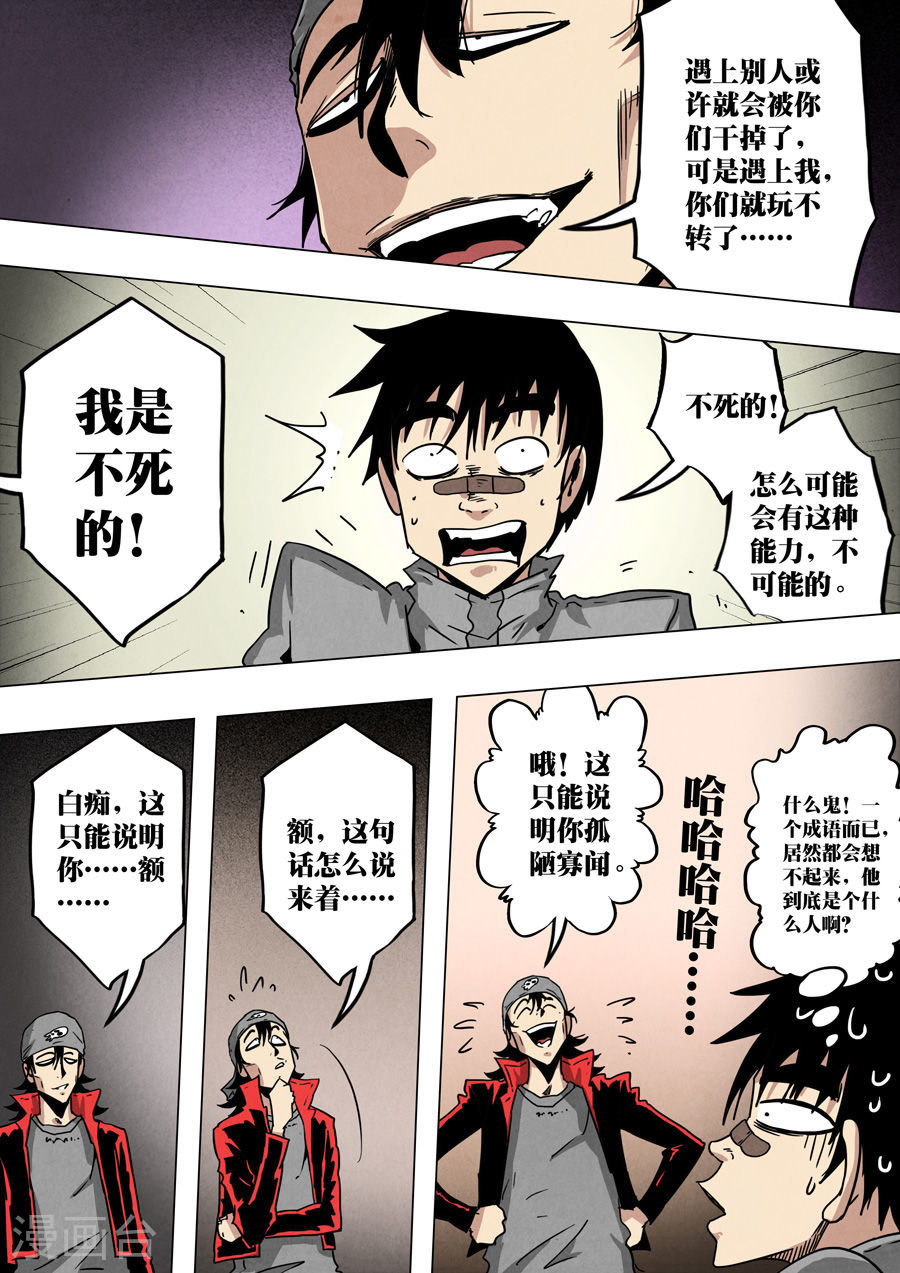 遇上别人或
许就会被你
们干掉了，
可是遇上我，
你们就玩不
转了……
我是
不死
的！
不死的！
怎么可能
会有这种
能力，不
可能的。
白痴，这
只能说明
你……额
……
额，这句
话怎么说
来着……
哦！这
只能说
明你孤
陋寡闻。
哈哈哈哈……
什么鬼！一
个成语而已，
居然都会想
不起来，他
到底是个什
么人啊？
漫画台